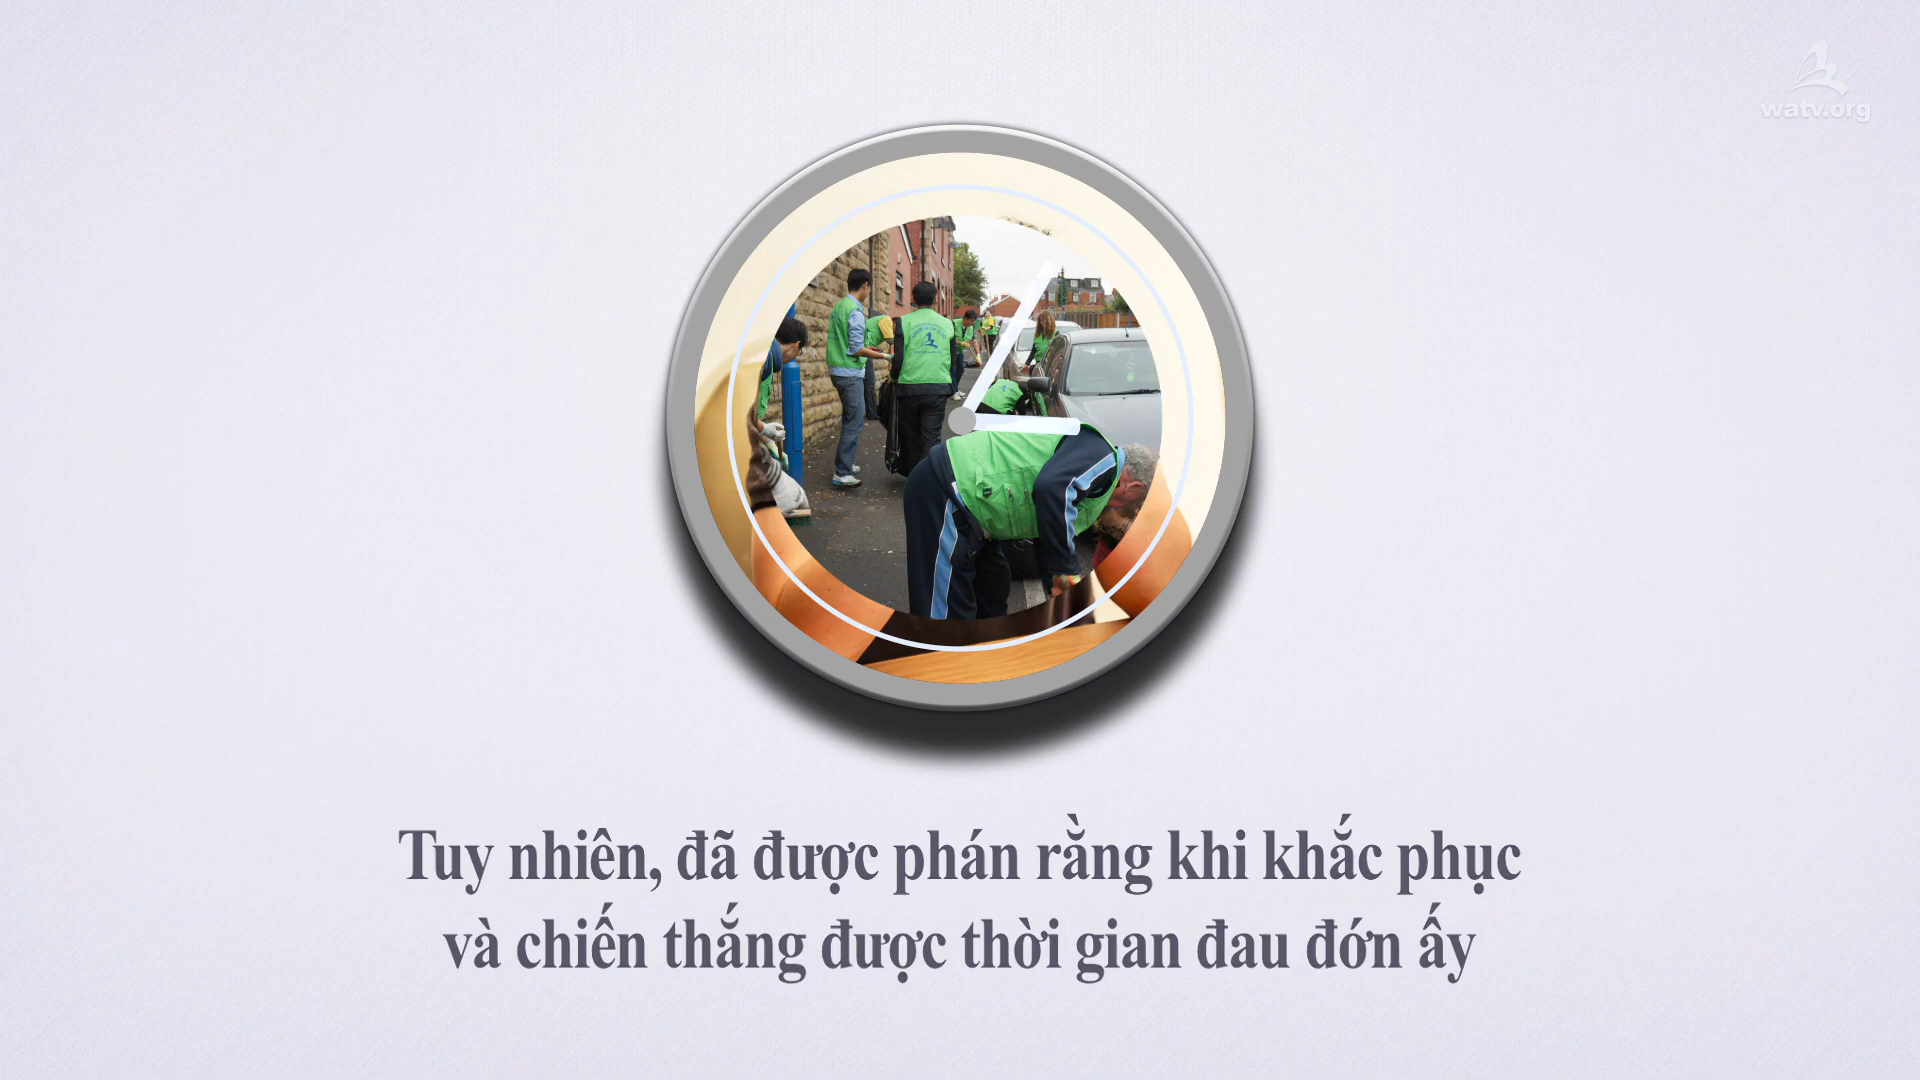 watv.org
Tuy nhiên, đã được phán rằng khi khắc phục
và chiến thắng được thời gian đau đớn ấy